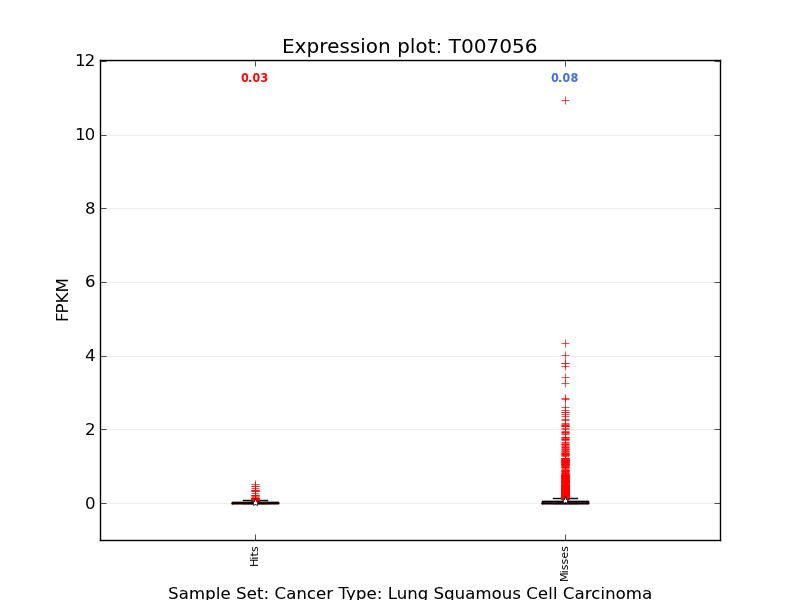 Expression plot: T007056
12
0.03
0.08
10
8
6
FPKM
4
2
0
Hits
Misses
Sample Set: Cancer Type: Lung Squamous Cell Carcinoma